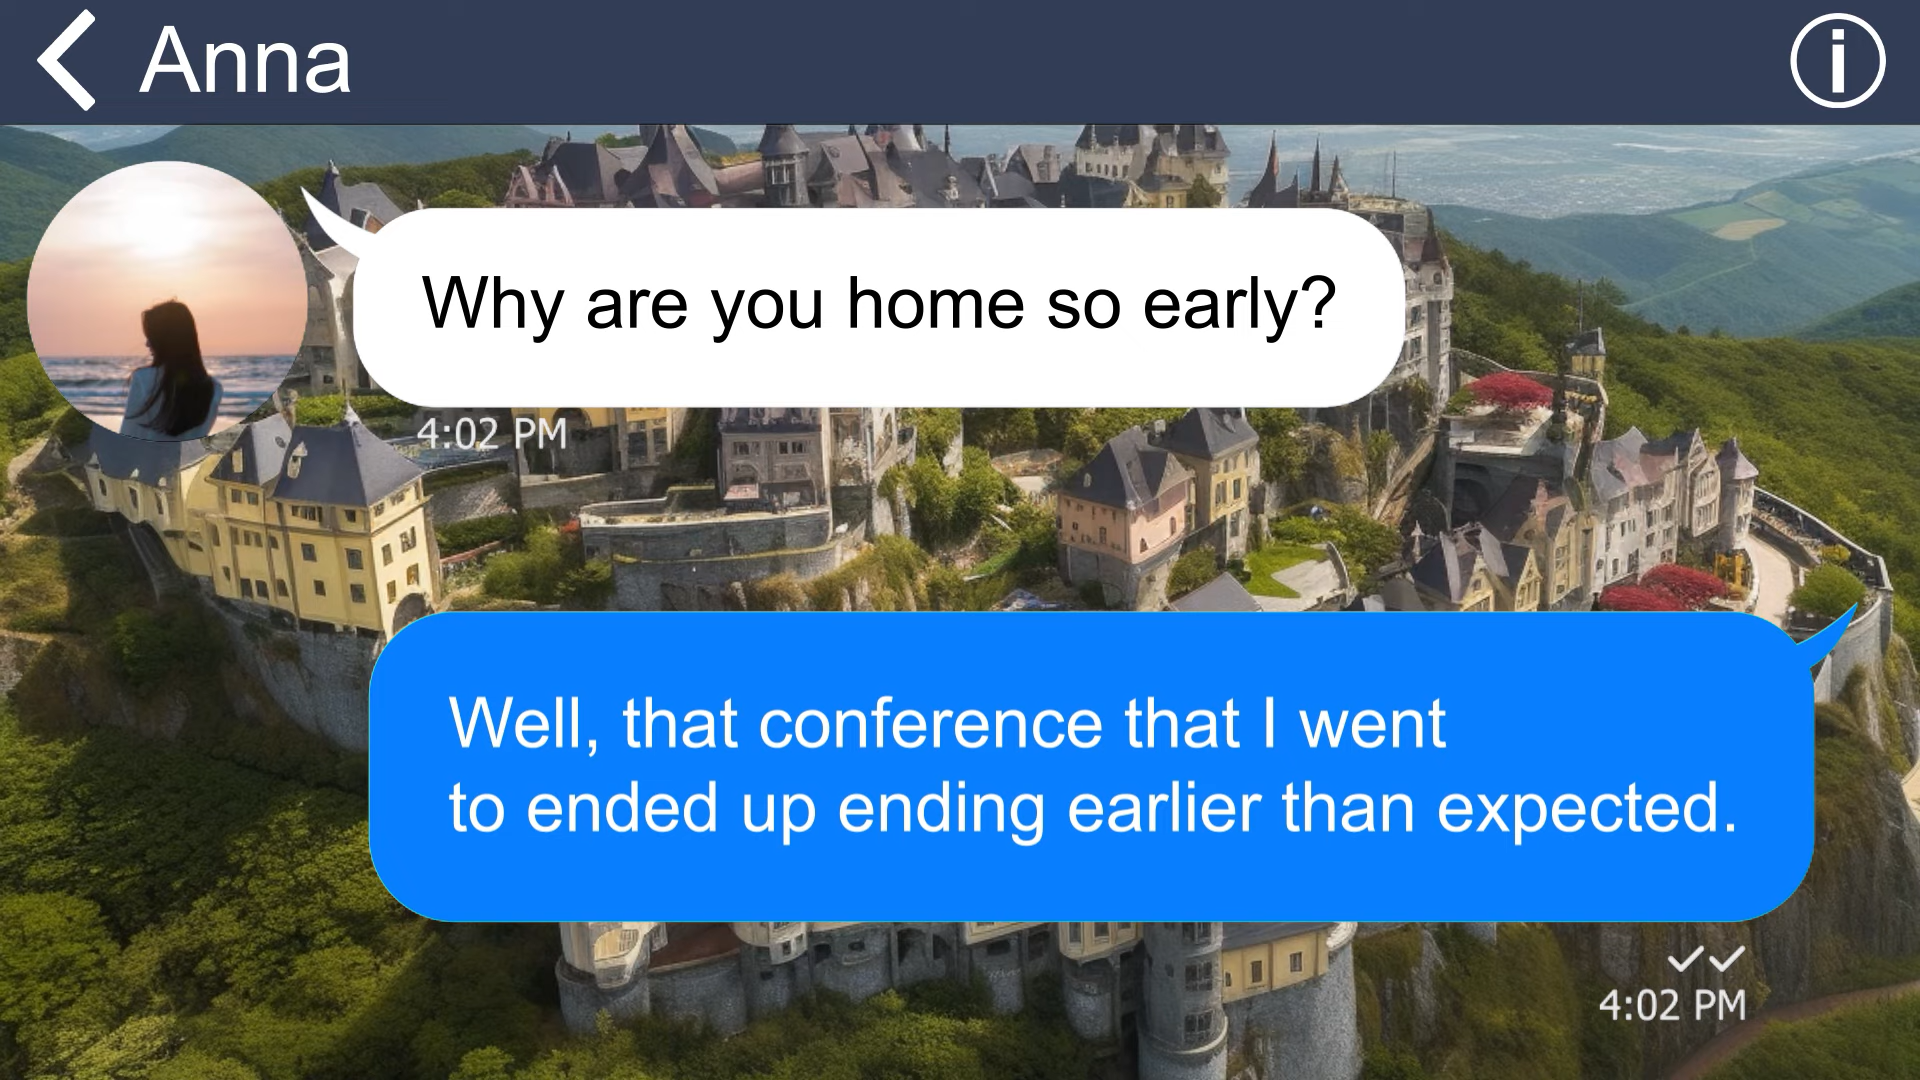 Anna
Why are you home so early?
4:02 PM
Well, that conference that I went
to ended up ending earlier than expected.
4:02 PM